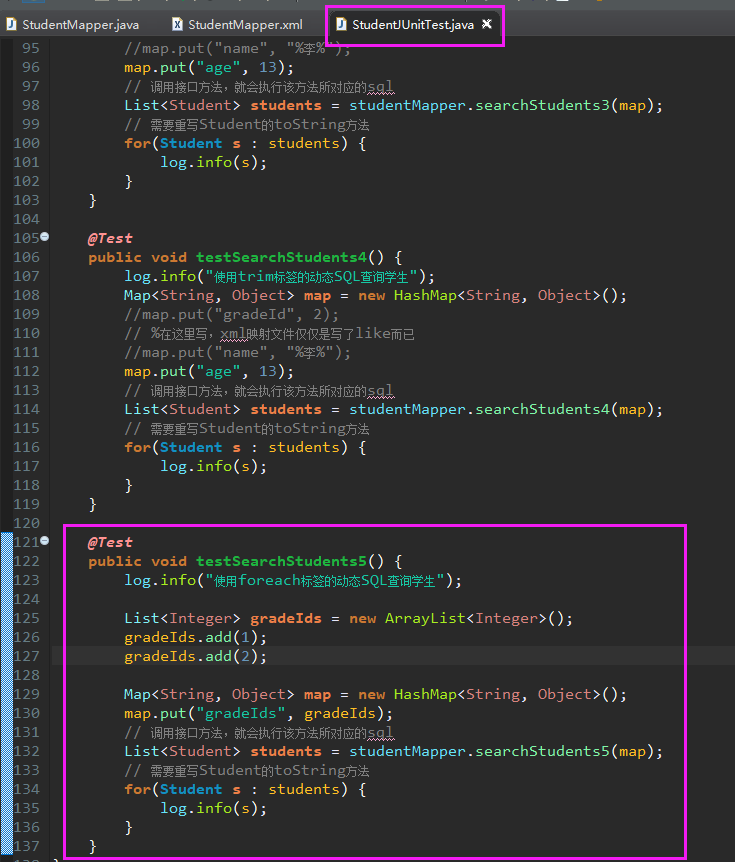 StudentMapper.java StudentMapper.xml StudentJUnitTest.java
95 //map.put("name", "%李%");
96 map.put("age", 13);
97 // 调用接口方法，就会执行该方法所对应的sql
98 List<Student> students = studentMapper.searchStudents3(map);
99 // 需要重写Student的toString方法
100 for(Student s : students) {
101 log.info(s);
102 }
103 }
104
105 @Test
106 public void testSearchStudents4() {
107 log.info("使用trim标签的动态SQL查询学生");
108 Map<String, Object> map = new HashMap<String, Object>();
109 //map.put("gradeId", 2);
110 // %在这里写，xml映射文件仅仅是写了like而已
111 //map.put("name", "%李%");
112 map.put("age", 13);
113 // 调用接口方法，就会执行该方法所对应的sql
114 List<Student> students = studentMapper.searchStudents4(map);
115 // 需要重写Student的toString方法
116 for(Student s : students) {
117 log.info(s);
118 }
119 }
120
121 @Test
122 public void testSearchStudents5() {
123 log.info("使用foreach标签的动态SQL查询学生");
124
125 List<Integer> gradeIds = new ArrayList<Integer>();
126 gradeIds.add(1);
127 gradeIds.add(2);
128
129 Map<String, Object> map = new HashMap<String, Object>();
130 map.put("gradeIds", gradeIds);
131 // 调用接口方法，就会执行该方法所对应的sql
132 List<Student> students = studentMapper.searchStudents5(map);
133 // 需要重写Student的toString方法
134 for(Student s : students) {
135 log.info(s);
136 }
137 }